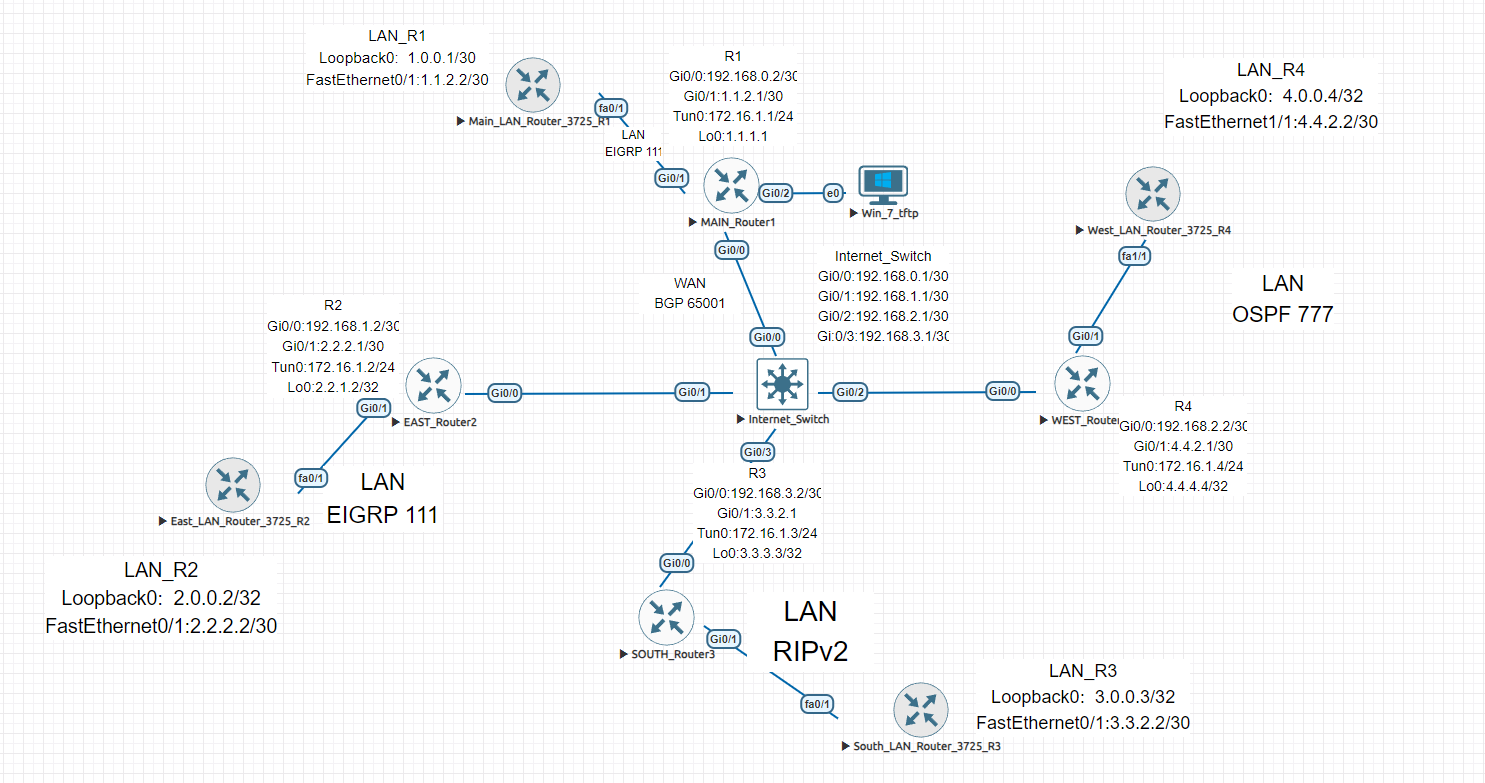 LAN_R1
Loopback0: 1.0.0.1/30
FastEthernet0/1:1.1.2.2/30
Main_LAN_Router_3725_R1
fa0/1
LAN
EIGRP 111
Gi0/1
R1
Gi0/0:192.168.0.2/30
Gi0/1:1.1.2.1/30
Tun0:172.16.1.1/24
Lo0:1.1.1.1
MAIN_Router1
Gi0/2
e0
Win_7_tftp
Gi0/0
WAN
BGP 65001
Internet_Switch
Gi0/0:192.168.0.1/30
Gi0/1:192.168.1.1/30
Gi0/2:192.168.2.1/30
Gi:0/3:192.168.3.1/30
LAN_R4
Loopback0: 4.0.0.4/32
FastEthernet1/1:4.4.2.2/30
West_LAN_Router_3725_R4
fa1/1
LAN
OSPF 777
Gi0/1
R2
Gi0/0:192.168.1.2/30
Gi0/1:2.2.2.1/30
Tun0:172.16.1.2/24
Lo0:2.2.1.2/32
Gi0/1
EAST_Router2
Gi0/0
Gi0/1
Gi0/0
Internet_Switch
Gi0/2
Gi0/0
WEST_Route
R4
Gi0/0:192.168.2.2/30
Gi0/1:4.4.2.1/30
Tun0:172.16.1.4/24
Lo0:4.4.4.4/32
Gi0/3
R3
Gi0/0:192.168.3.2/30
Gi0/1:3.3.2.1
Tun0:172.16.1.3/24
Lo0:3.3.3.3/32
fa0/1
East_LAN_Router_3725_R2
LAN
EIGRP 111
LAN_R2
Loopback0: 2.0.0.2/32
FastEthernet0/1:2.2.2.2/30
Gi0/0
SOUTH_Router3
Gi0/1
LAN
RIPv2
fa0/1
South_LAN_Router_3725_R3
LAN_R3
Loopback0: 3.0.0.3/32
FastEthernet0/1:3.3.2.2/30